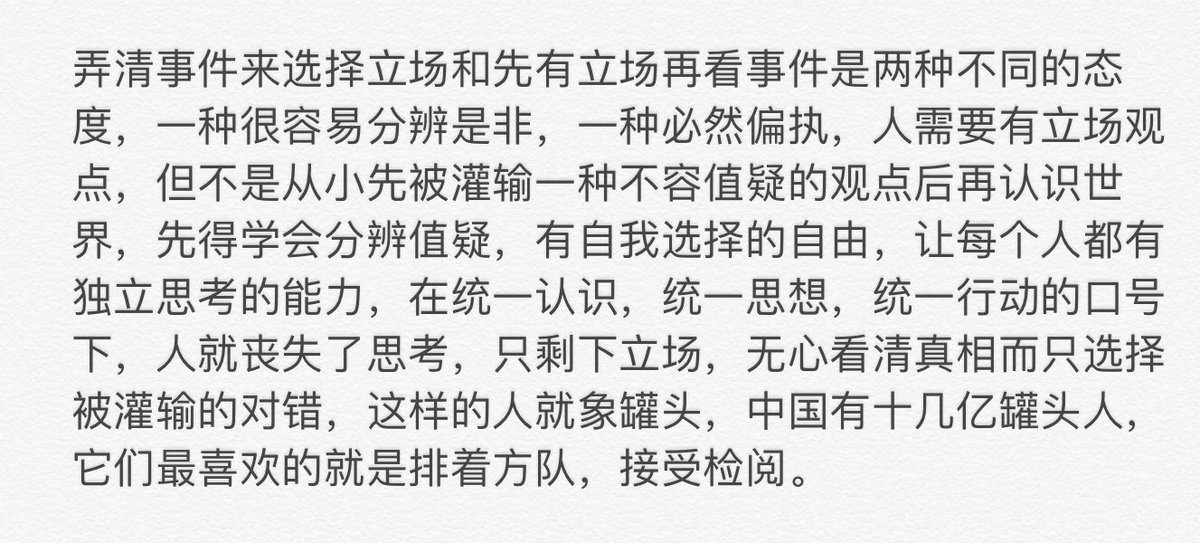 弄清事件来选择立场和先有立场再看事件是两种不同的态
度，一种很容易分辨是非，一种必然偏执，人需要有立场观
点，但不是从小先被灌输一种不容值疑的观点后再认识世
界，先得学会分辨值疑，有自我选择的自由，让每个人都有
独立思考的能力，在统一认识，统一思想，统一行动的口号
下，人就丧失了思考，只剩下立场，无心看清真相而只选择
被灌输的对错，这样的人就象罐头，中国有十几亿罐头人，
它们最喜欢的就是排着方队，接受检阅。